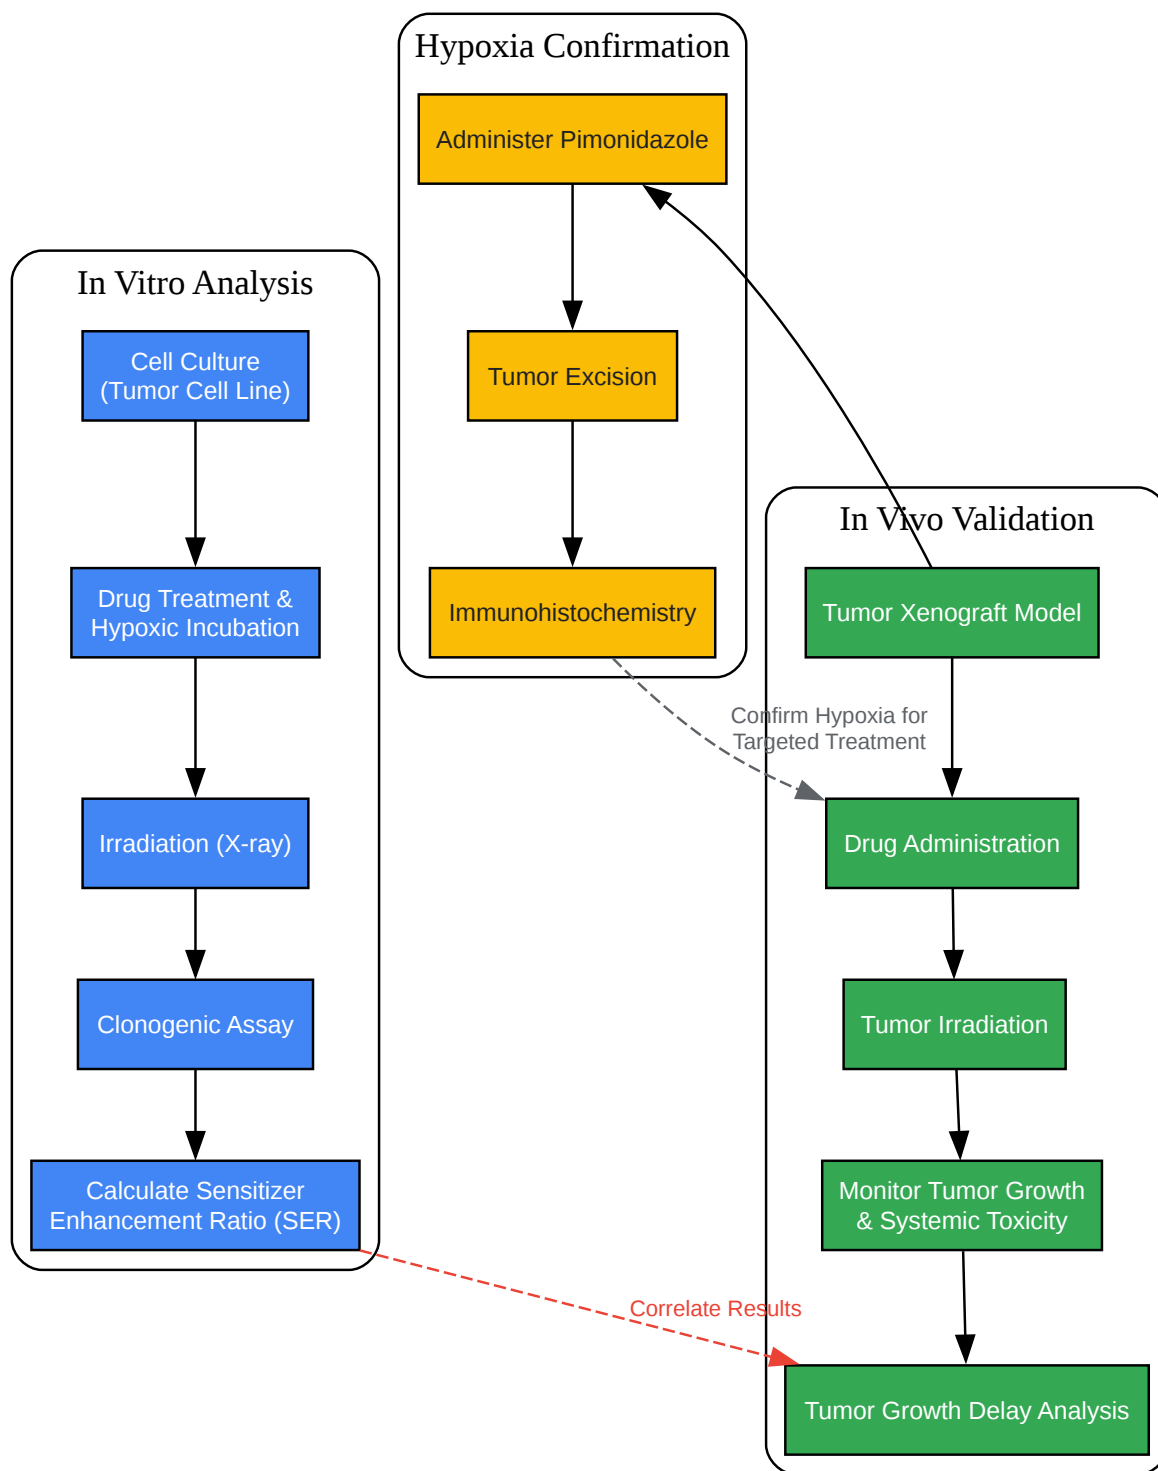 Hypoxia Confirmation
Administer Pimonidazole
Tumor Excision
Immunohistochemistry
In Vitro Analysis
Cell Culture
(Tumor Cell Line)
Drug Treatment &
Hypoxic Incubation
Irradiation (X-ray)
Clonogenic Assay
Calculate Sensitizer
Enhancement Ratio (SER)
In Vivo Validation
Tumor Xenograft Model
Confirm Hypoxia for
Targeted Treatment
Drug Administration
Tumor Irradiation
Monitor Tumor Growth
& Systemic Toxicity
Correlate Results
Tumor Growth Delay Analysis